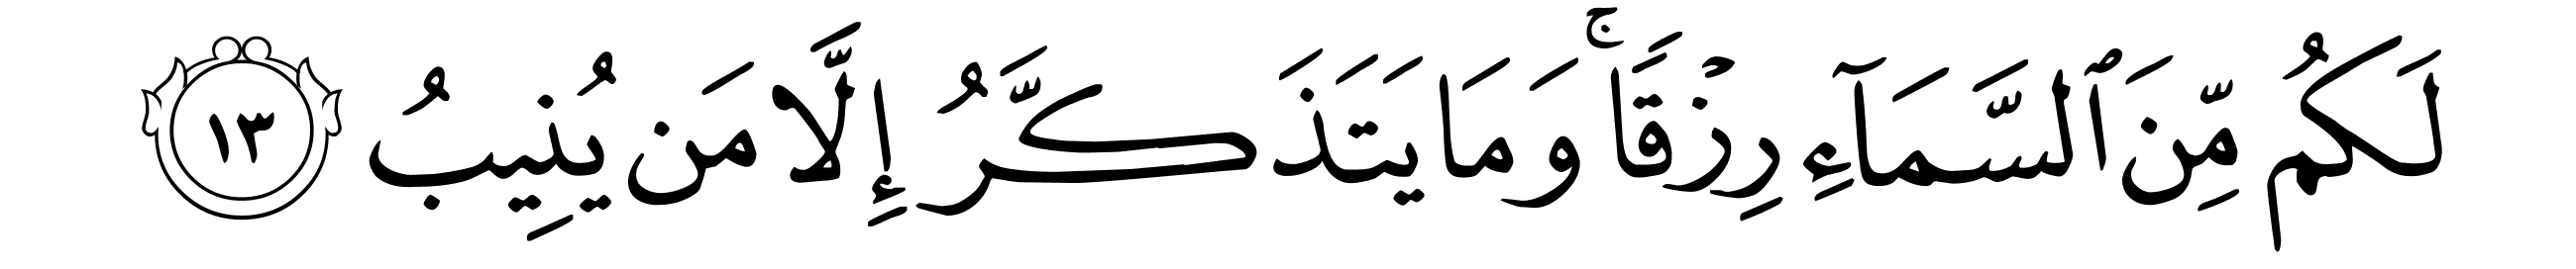 لَكُم مِّنَ ٱلسَّمَآءِ رِزْقًاۚ وَمَا يَتَذَكَّرُ إِلَّا مَن يُنِيبُ ١٣